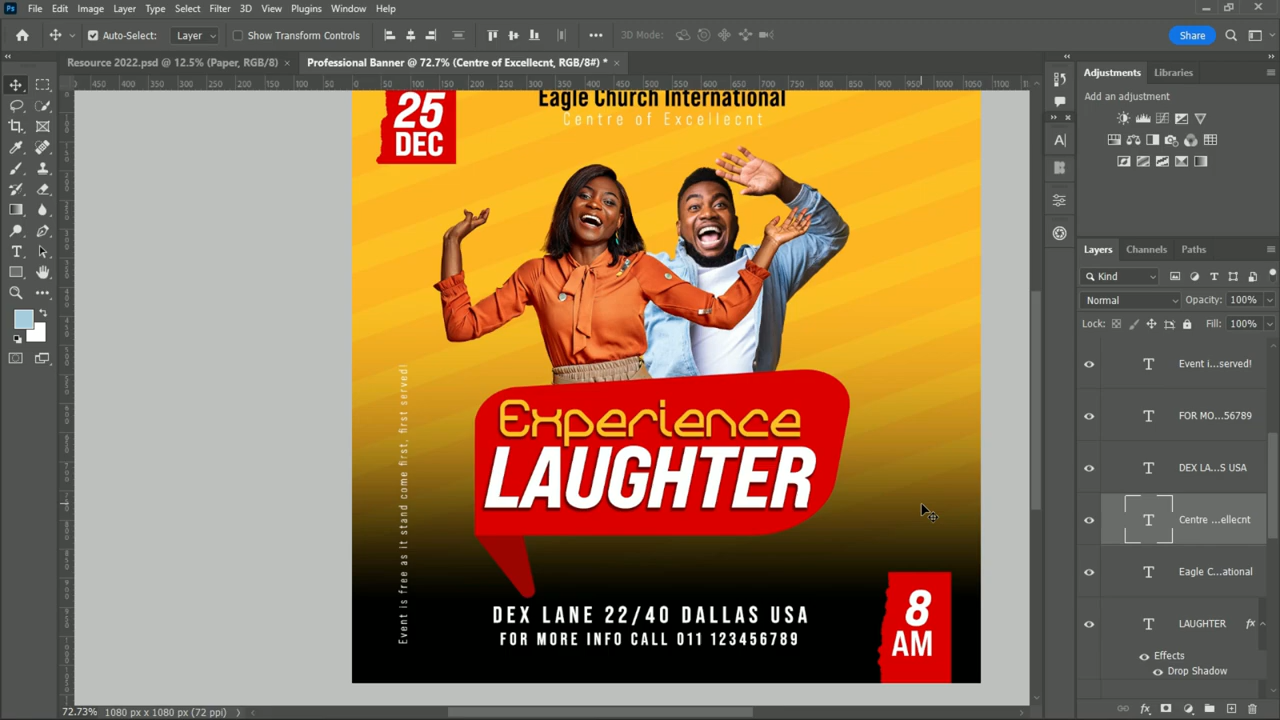 Ps File Edit Image Layer Type Select Filter 3D View Plugins Window Help
Auto-Select: Layer Show Transform Controls 3D Mode: Share
Resource 2022.psd @ 12.5% (Paper, RGB/8) × Professional Banner @ 72.7% (Centre of Excellecnt, RGB/8#) * ×
Adjustments Libraries
Add an adjustment
Layers Channels Paths
Kind
Normal Opacity: 100%
Lock: Fill: 100%
T Event i...served!
T FOR MO...56789
T DEX LA...S USA
T Centre ...ellecnt
T Eagle C...ational
T LAUGHTER fx
Effects
Drop Shadow
25
DEC
Eagle Church International
Centre of Excellecnt
Experience
LAUGHTER
Event is free as it stand come first, first served!
DEX LANE 22/40 DALLAS USA
FOR MORE INFO CALL 011 123456789
8
AM
72.73% 1080 px x 1080 px (72 ppi)